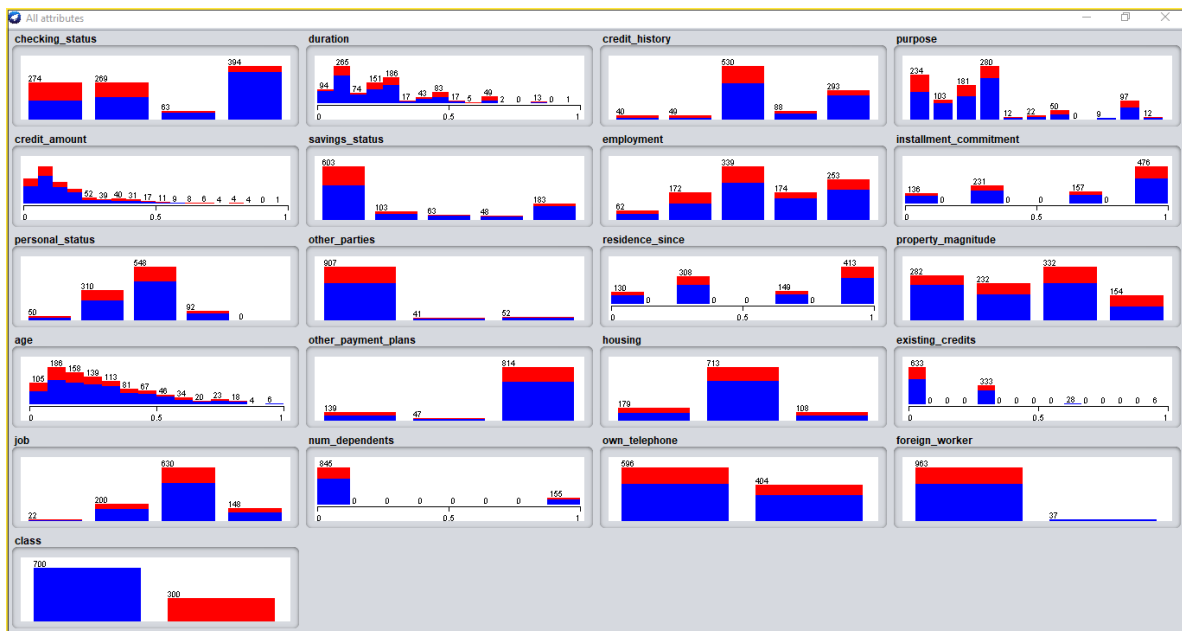 All attributes
checking_status
274 269 63 394
duration
94 265 74 151 186 17 43 83 17 5 49 2 0 13 0 1
0 0.5 1
credit_history
40 49 530 88 293
purpose
234 103 181 280 12 22 50 0 9 97 12
credit_amount
52 39 40 31 17 11 9 8 6 4 4 4 0 1
0 0.5 1
savings_status
603 103 63 48 183
employment
62 172 339 174 253
installment_commitment
136 0 231 0 0 157 0 476
0 0.5 1
personal_status
50 310 548 92 0
other_parties
907 41 52
residence_since
130 0 308 0 0 149 0 413
0 0.5 1
property_magnitude
282 232 332 154
age
105 186 158 139 113 81 67 46 34 20 23 18 4 6
0 0.5 1
other_payment_plans
139 47 814
housing
179 713 108
existing_credits
633 0 0 0 333 0 0 0 0 28 0 0 0 0 6
0 0.5 1
job
22 200 630 148
num_dependents
845 0 0 0 0 0 0 155
0 0.5 1
own_telephone
596 404
foreign_worker
963 37
class
700 300